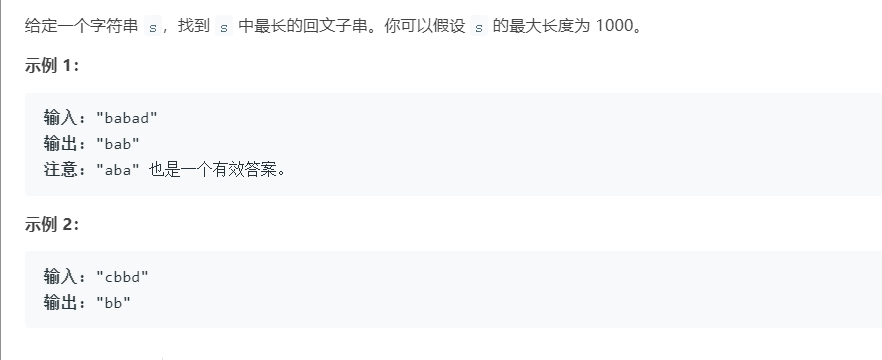 给定一个字符串 s，找到 s 中最长的回文子串。你可以假设 s 的最大长度为 1000。
示例 1：
输入："babad"
输出："bab"
注意："aba" 也是一个有效答案。
示例 2：
输入："cbbd"
输出："bb"